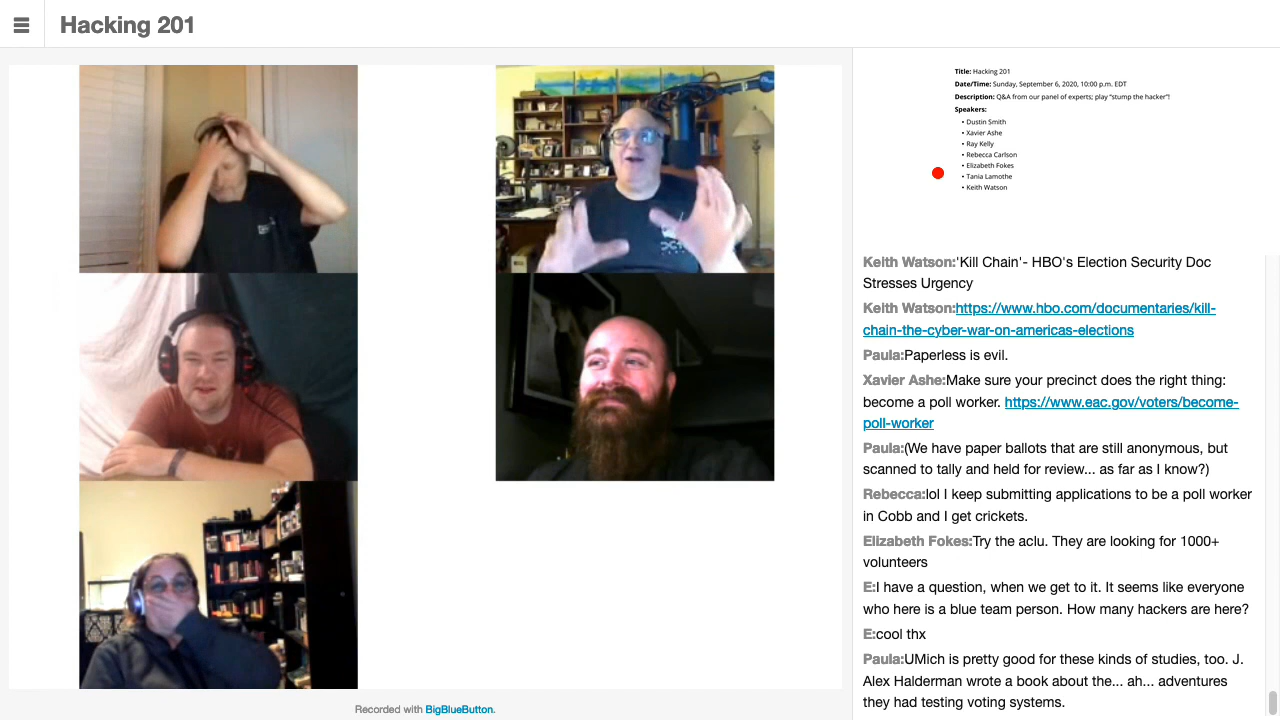 Hacking 201
Title: Hacking 201
Date/Time: Sunday, September 6, 2020, 10:00 p.m. EDT
Description: Q&A from our panel of experts; play "stump the hacker"!
Speakers:
• Dustin Smith
• Xavier Ashe
• Ray Kelly
• Rebecca Carlson
• Elizabeth Fokes
• Tania Lamothe
• Keith Watson
Keith Watson:'Kill Chain'- HBO's Election Security Doc
Stresses Urgency
Keith Watson:https://www.hbo.com/documentaries/kill-
chain-the-cyber-war-on-americas-elections
Paula:Paperless is evil.
Xavier Ashe:Make sure your precinct does the right thing:
become a poll worker. https://www.eac.gov/voters/become-
poll-worker
Paula:(We have paper ballots that are still anonymous, but
scanned to tally and held for review... as far as I know?)
Rebecca:lol I keep submitting applications to be a poll worker
in Cobb and I get crickets.
Elizabeth Fokes:Try the aclu. They are looking for 1000+
volunteers
E:I have a question, when we get to it. It seems like everyone
who here is a blue team person. How many hackers are here?
E:cool thx
Paula:UMich is pretty good for these kinds of studies, too. J.
Alex Halderman wrote a book about the... ah... adventures
they had testing voting systems.
Recorded with BigBlueButton.